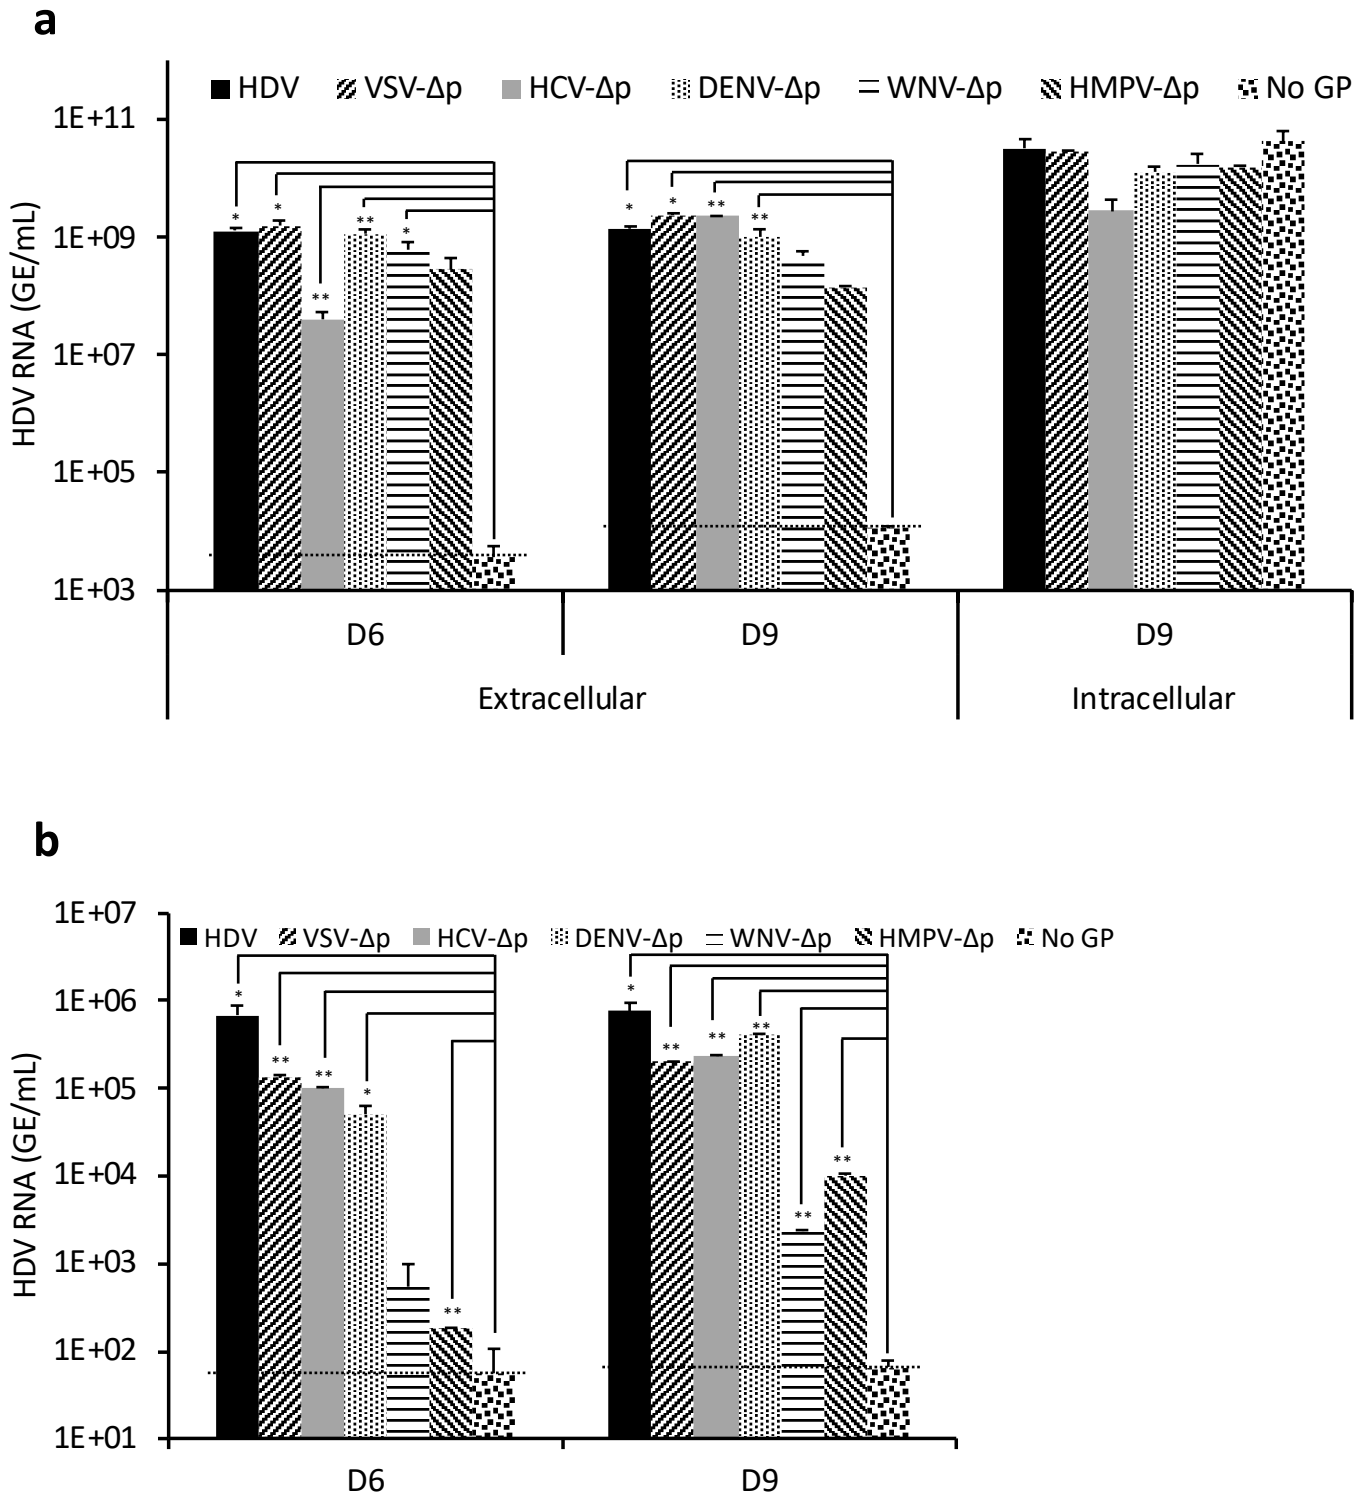 a
HDV VSV-Δp HCV-Δp DENV-Δp WNV-Δp HMPV-Δp No GP
HDV RNA (GE/mL)
1E+11
1E+09
1E+07
1E+05
1E+03
* * ** ** *
* * ** **
D6 D9 D9
Extracellular Intracellular
b
HDV VSV-Δp HCV-Δp DENV-Δp WNV-Δp HMPV-Δp No GP
HDV RNA (GE/mL)
1E+07
1E+06
1E+05
1E+04
1E+03
1E+02
1E+01
* ** ** * **
* ** ** ** ** **
D6 D9